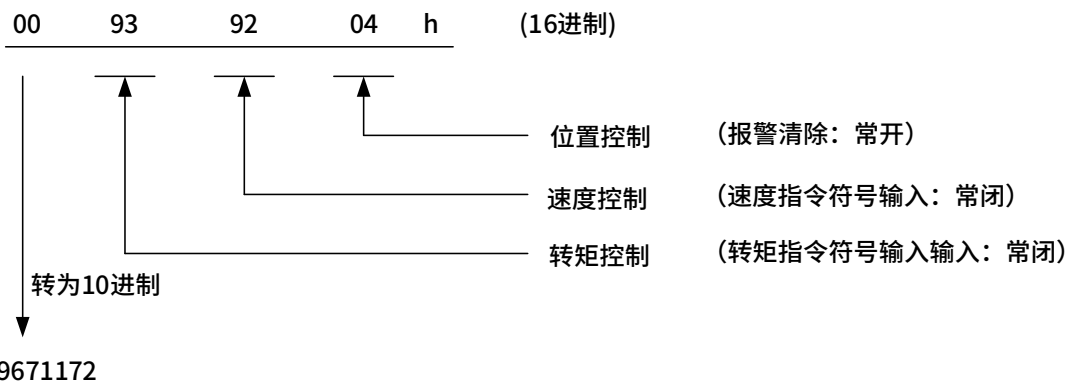 00 93 92 04 h (16进制)
位置控制 （报警清除：常开）
速度控制 （速度指令符号输入：常闭）
转矩控制 （转矩指令符号输入输入：常闭）
转为10进制
9671172